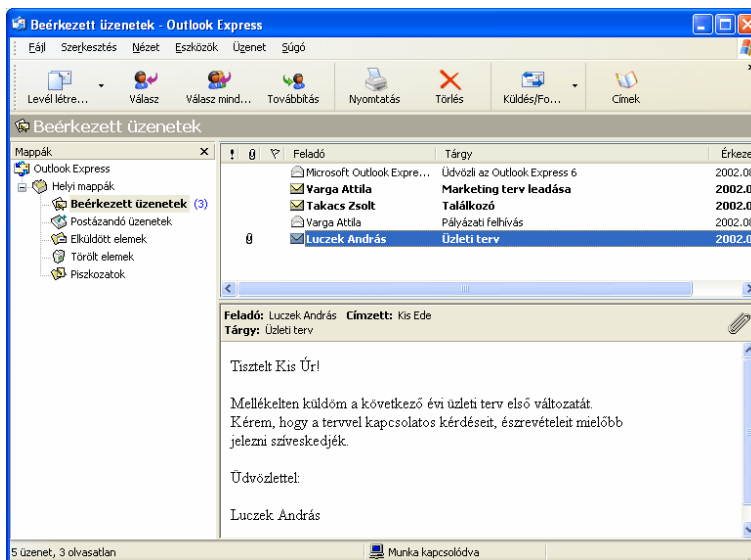 Beérkezett üzenetek - Outlook Express
Fájl Szerkesztés Nézet Eszközök Üzenet Súgó
Levél létre... Válasz Válasz mind... Továbbítás Nyomtatás Törlés Küldés/Fo... Címek
Beérkezett üzenetek
Mappák
Outlook Express
Helyi mappák
Beérkezett üzenetek (3)
Postázandó üzenetek
Elküldött elemek
Törölt elemek
Piszkozatok
! Feladó Tárgy Érkeze
Microsoft Outlook Expre... Üdvözli az Outlook Express 6 2002.08
Varga Attila Marketing terv leadása 2002.0
Takacs Zsolt Találkozó 2002.0
Varga Attila Pályázati felhívás 2002.08
Luczek András Üzleti terv 2002.0
Feladó: Luczek András Címzett: Kis Ede
Tárgy: Üzleti terv
Tisztelt Kis Úr!
Mellékelten küldöm a következő évi üzleti terv első változatát.
Kérem, hogy a tervvel kapcsolatos kérdéseit, észrevételeit mielőbb
jelezni szíveskedjék.
Üdvözlettel:
Luczek András
5 üzenet, 3 olvasatlan Munka kapcsolódva